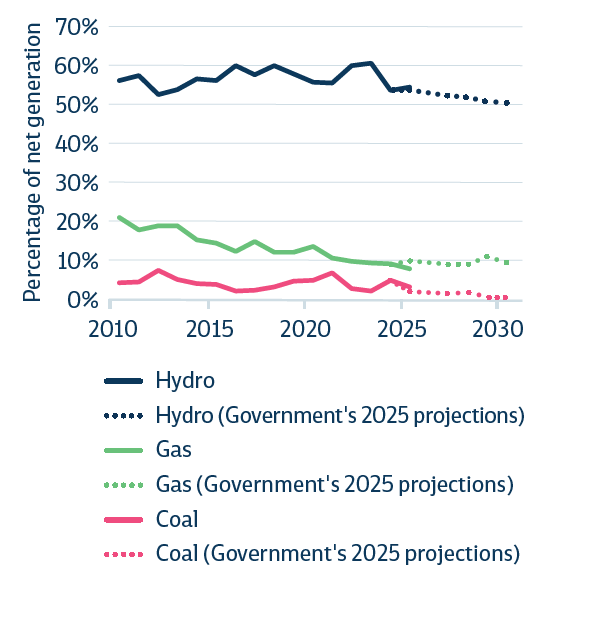 Percentage of net generation
70%
60%
50%
40%
30%
20%
10%
0%
2010 2015 2020 2025 2030
Hydro
Hydro (Government's 2025 projections)
Gas
Gas (Government's 2025 projections)
Coal
Coal (Government's 2025 projections)